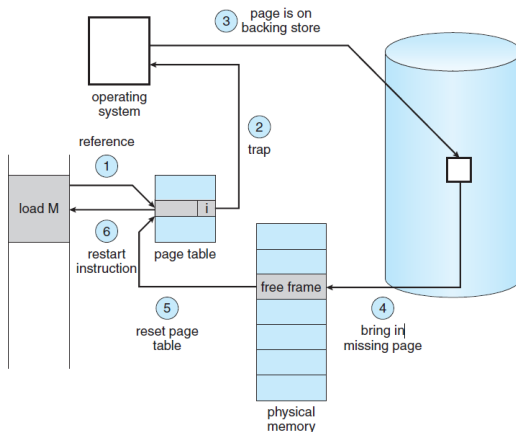 3
page is on
backing store
operating
system
2
trap
reference
1
load M
i
6
restart
instruction
page table
free frame
5
reset page
table
4
bring in
missing page
physical
memory